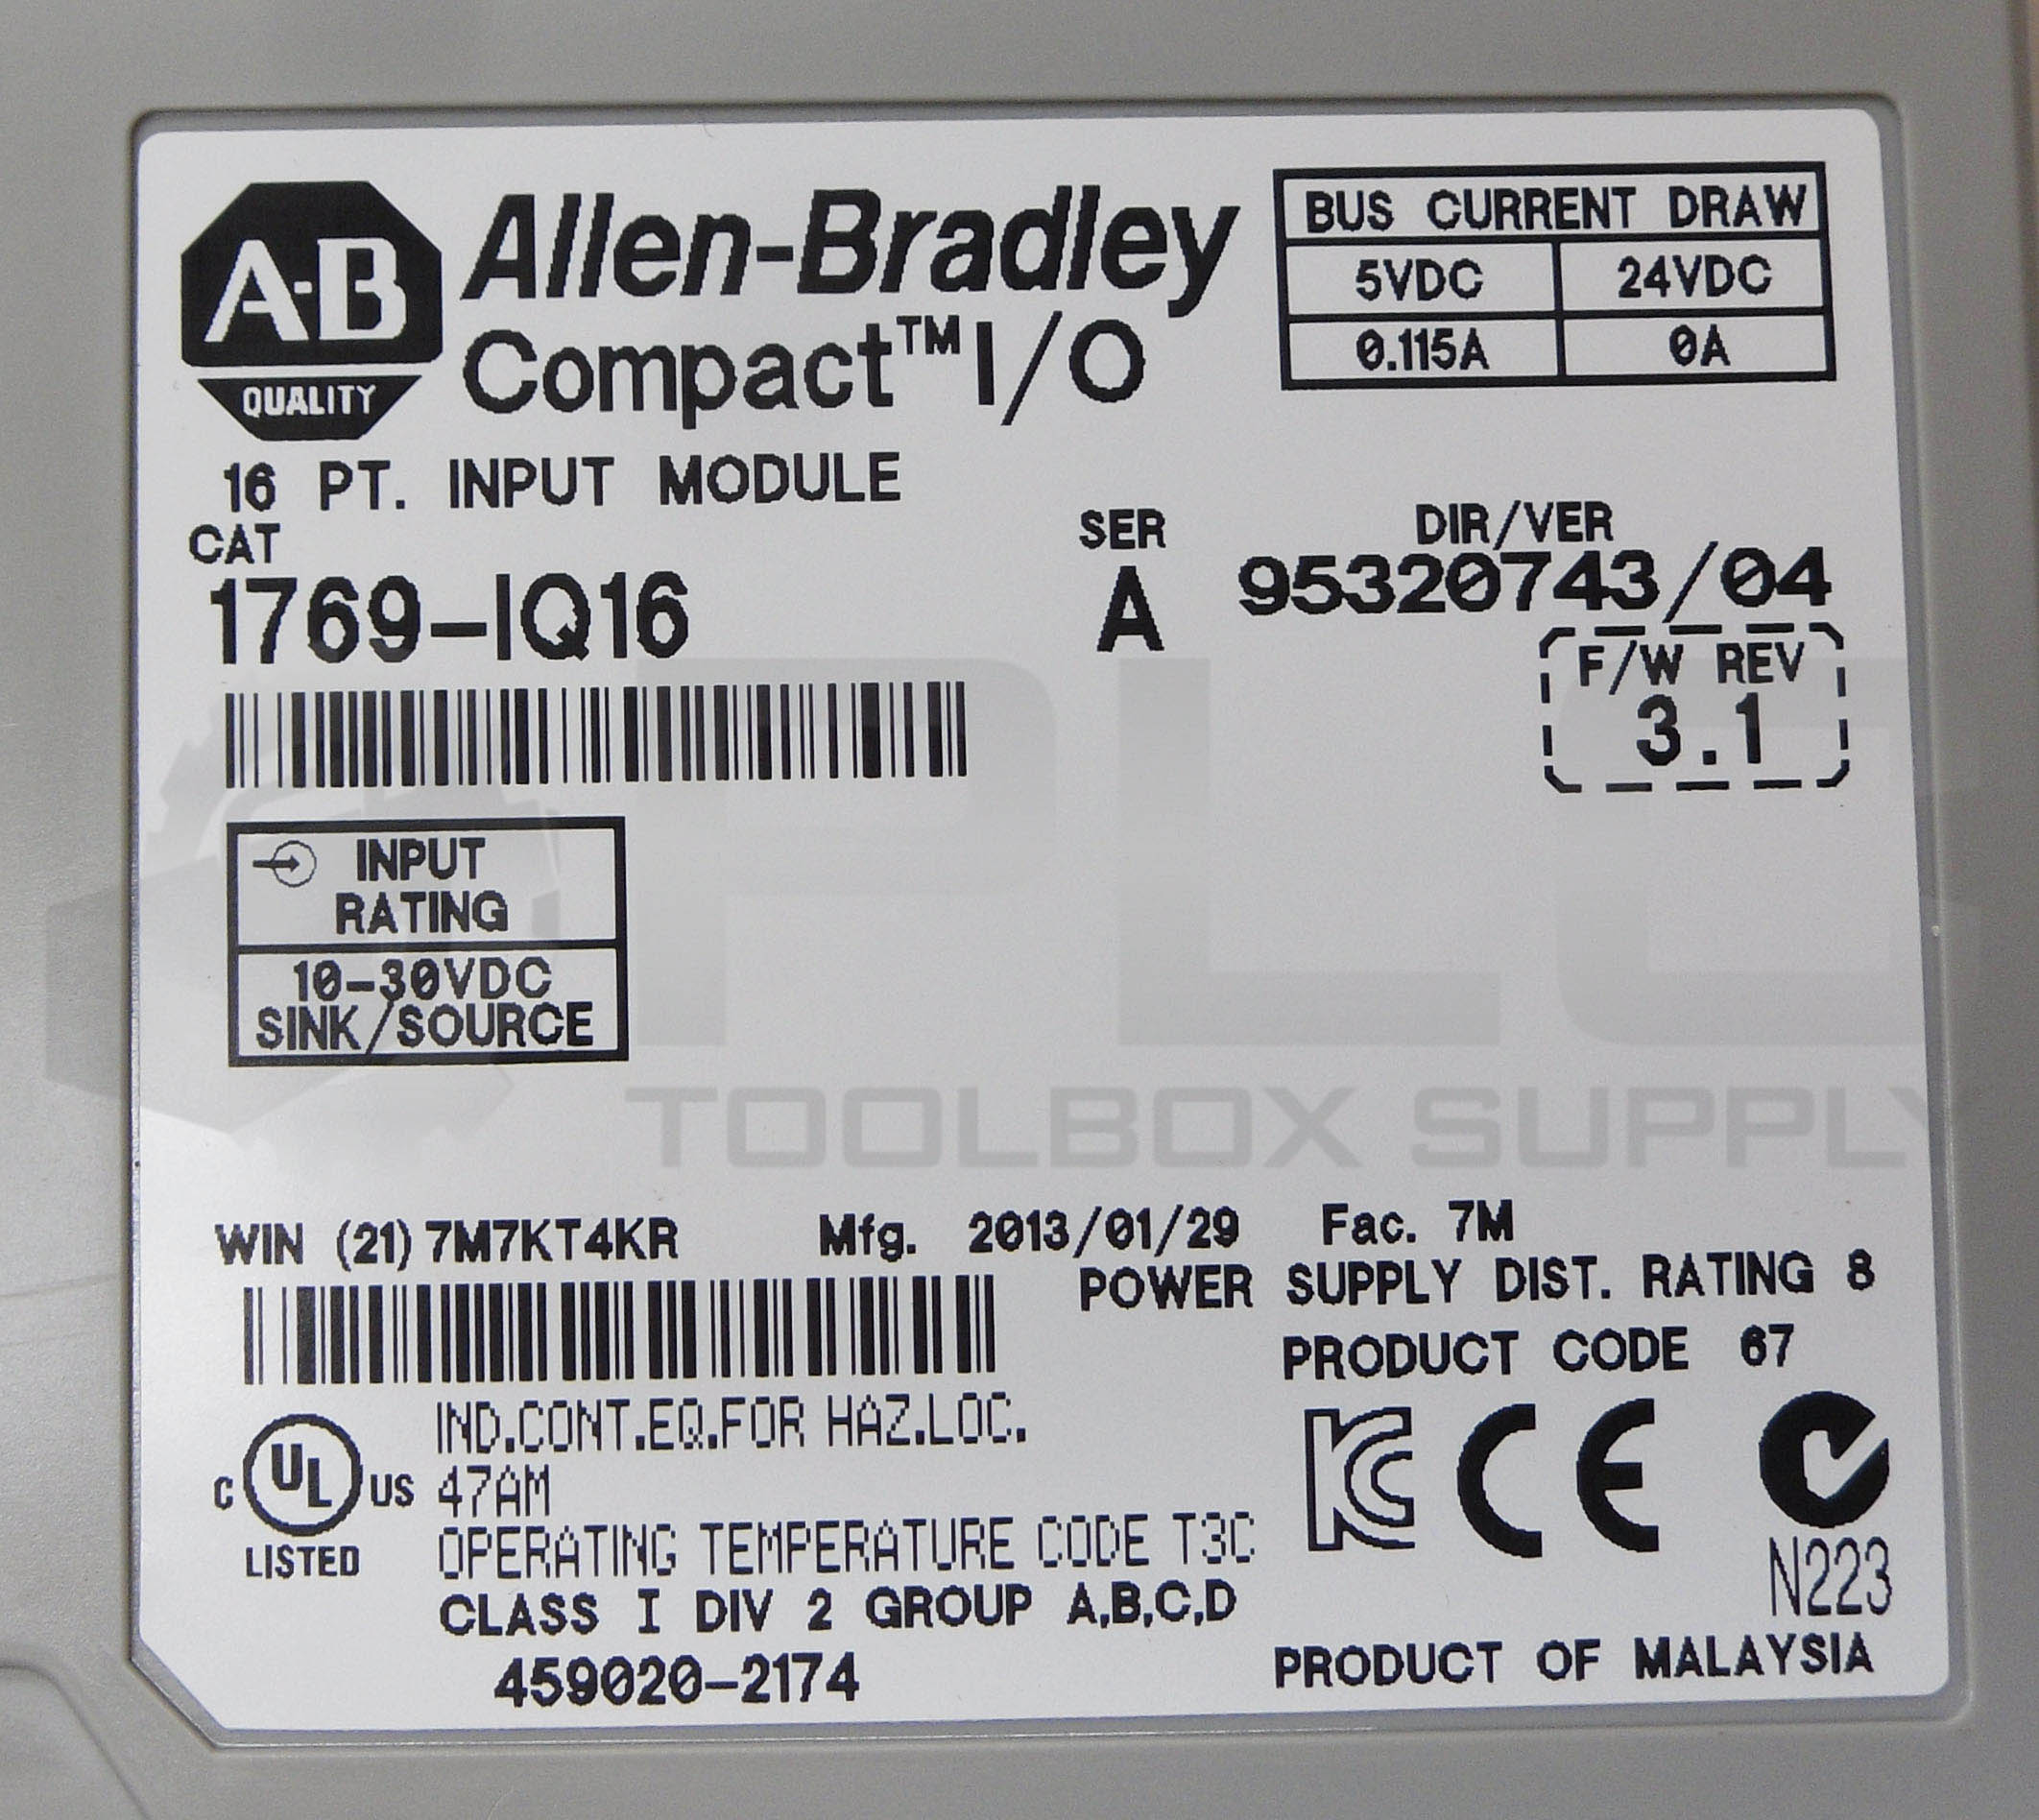 A-B
QUALITY
Allen-Bradley
Compact™ I/O
BUS CURRENT DRAW
5VDC 24VDC
0.115A 0A
16 PT. INPUT MODULE
CAT SER DIR/VER
1769-IQ16 A 95320743/04
F/W REV
3.1
INPUT
RATING
10-30VDC
SINK/SOURCE
PLC
TOOLBOX SUPPLY
WIN (21) 7M7KT4KR Mfg. 2013/01/29 Fac. 7M
POWER SUPPLY DIST. RATING 8
PRODUCT CODE 67
C UL US
LISTED
IND.CONT.EQ.FOR HAZ.LOC.
47AM
OPERATING TEMPERATURE CODE T3C
CLASS I DIV 2 GROUP A,B,C,D
459020-2174
KC CE
N223
PRODUCT OF MALAYSIA